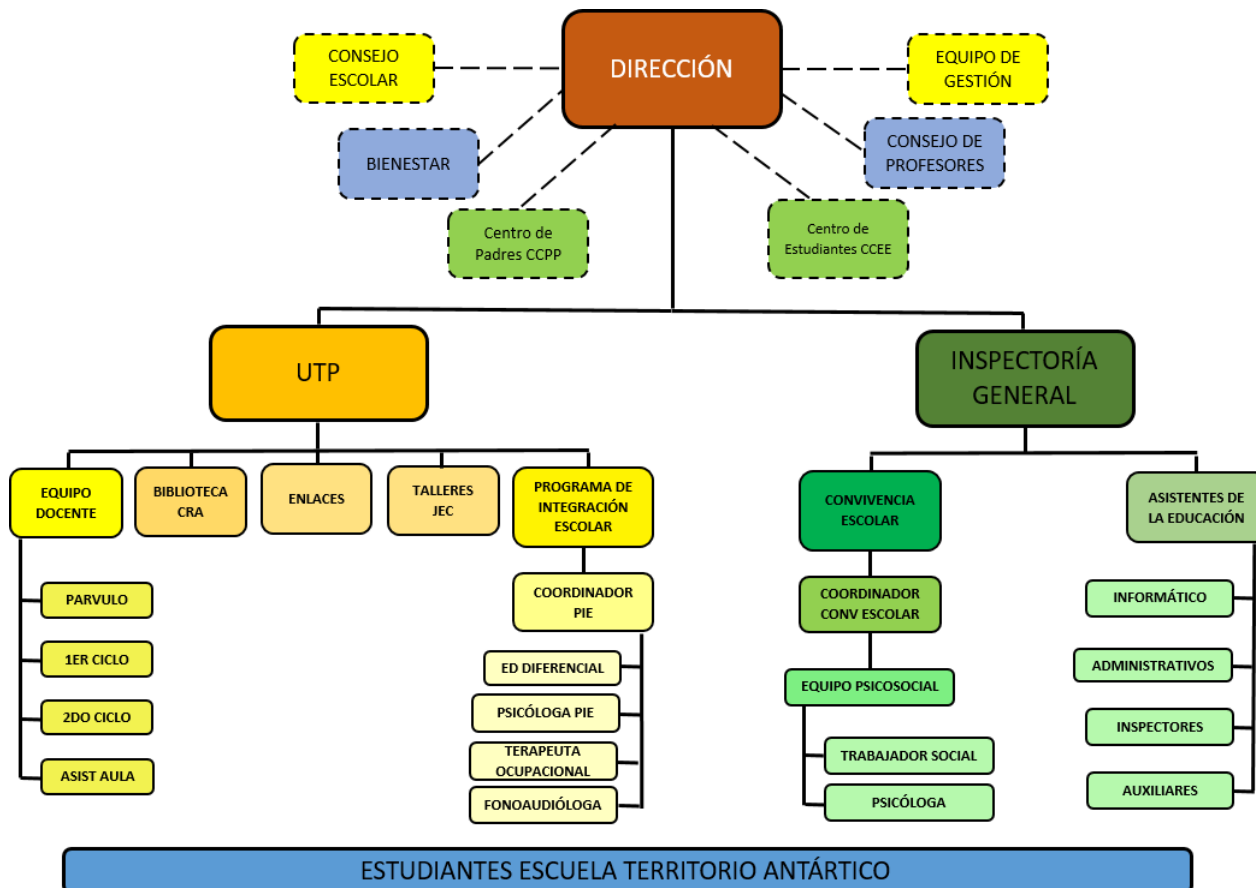 CONSEJO
ESCOLAR
DIRECCIÓN
EQUIPO DE
GESTIÓN
BIENESTAR
CONSEJO DE
PROFESORES
Centro de
Padres CCPP
Centro de
Estudiantes CCEE
UTP
INSPECTORÍA
GENERAL
EQUIPO
DOCENTE
BIBLIOTECA
CRA
ENLACES
TALLERES
JEC
PROGRAMA DE
INTEGRACIÓN
ESCOLAR
CONVIVENCIA
ESCOLAR
ASISTENTES DE
LA EDUCACIÓN
PARVULO
1ER CICLO
2DO CICLO
ASIST AULA
COORDINADOR
PIE
ED DIFERENCIAL
PSICÓLOGA PIE
TERAPEUTA
OCUPACIONAL
FONOAUDIÓLOGA
COORDINADOR
CONV ESCOLAR
EQUIPO PSICOSOCIAL
TRABAJADOR SOCIAL
PSICÓLOGA
INFORMÁTICO
ADMINISTRATIVOS
INSPECTORES
AUXILIARES
ESTUDIANTES ESCUELA TERRITORIO ANTÁRTICO